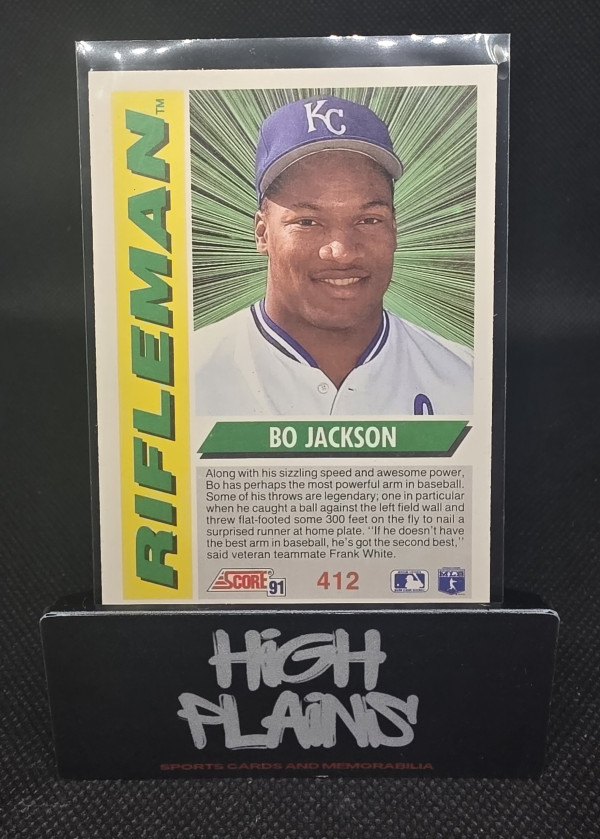 RIFLEMAN™
KC
BO JACKSON
Along with his sizzling speed and awesome power,
Bo has perhaps the most powerful arm in baseball.
Some of his throws are legendary; one in particular
when he caught a ball against the left field wall and
threw flat-footed some 300 feet on the fly to nail a
surprised runner at home plate. "If he doesn't have
the best arm in baseball, he's got the second best,"
said veteran teammate Frank White.
SCORE® 91
412
HiGH
PLAiNS
SPORTS CARDS AND MEMORABILIA